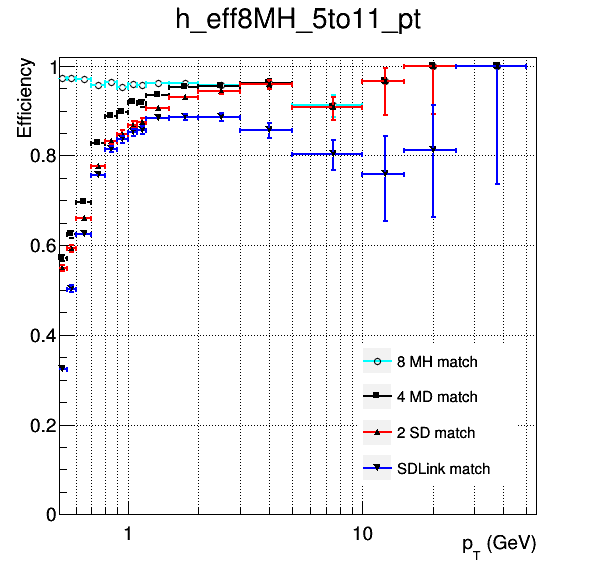 h_eff8MH_5to11_pt
Efficiency
1
0.8
0.6
0.4
0.2
0
8 MH match
4 MD match
2 SD match
SDLink match
1
10
p_T (GeV)